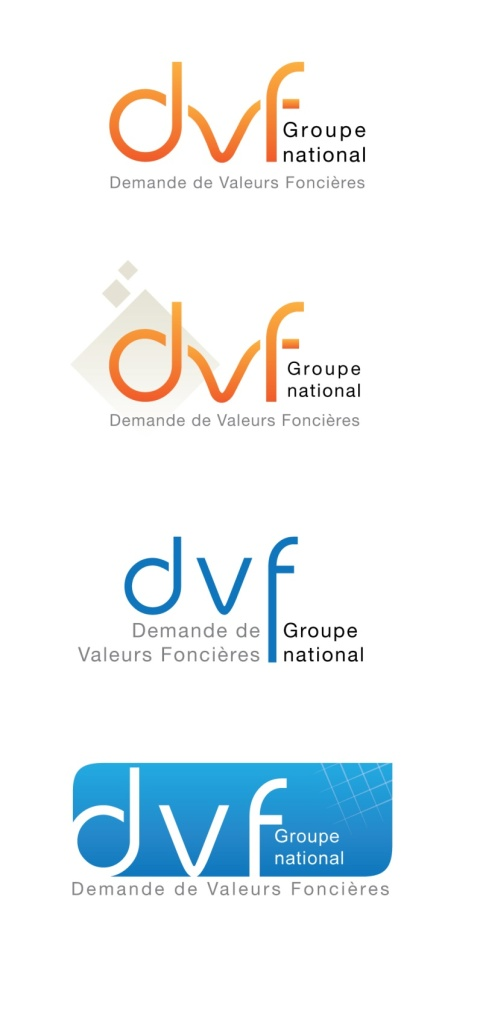 dvf
Groupe
national
Demande de Valeurs Foncières
dvf
Groupe
national
Demande de Valeurs Foncières
dvf
Demande de
Valeurs Foncières
Groupe
national
dvf
Groupe
national
Demande de Valeurs Foncières